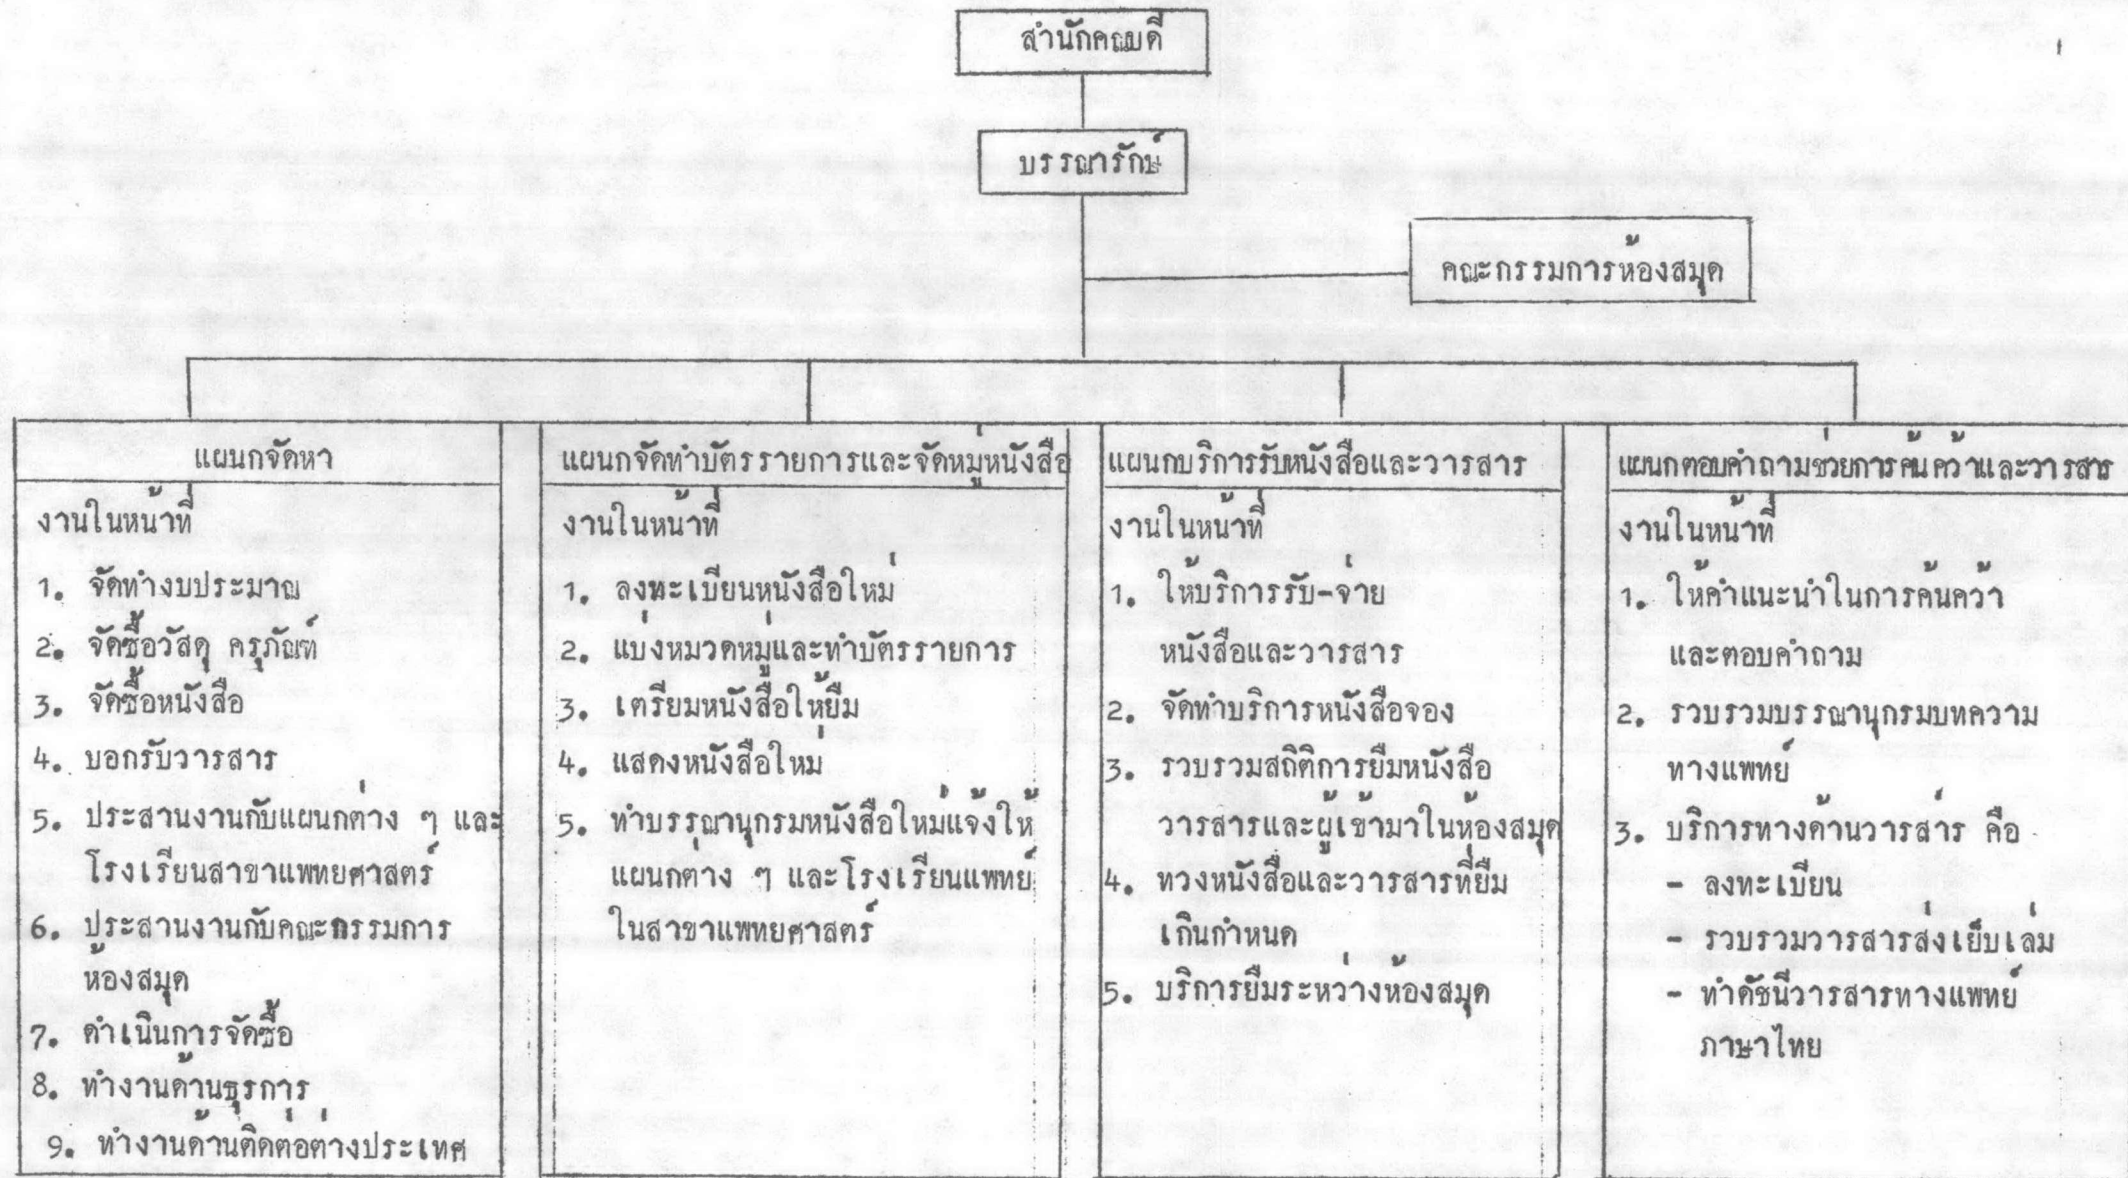 สำนักคณบดี
บรรณารักษ์
คณะกรรมการห้องสมุด
แผนกจัดหา
งานในหน้าที่
1. จัดทำงบประมาณ
2. จัดซื้อวัสดุ ครุภัณฑ์
3. จัดซื้อหนังสือ
4. บอกรับวารสาร
5. ประสานงานกับแผนกต่าง ๆ และ
โรงเรียนสาขาแพทยศาสตร์
6. ประสานงานกับคณะกรรมการ
ห้องสมุด
7. ดำเนินการจัดซื้อ
8. ทำงานด้านธุรการ
9. ทำงานด้านติดต่อต่างประเทศ
แผนกจัดทำบัตรรายการและจัดหมู่หนังสือ
งานในหน้าที่
1. ลงทะเบียนหนังสือใหม่
2. แบ่งหมวดหมู่และทำบัตรรายการ
3. เตรียมหนังสือให้ยืม
4. แสดงหนังสือใหม่
5. ทำบรรณานุกรมหนังสือใหม่แจ้งให้
แผนกต่าง ๆ และโรงเรียนแพทย์
ในสาขาแพทยศาสตร์
แผนกบริการรับหนังสือและวารสาร
งานในหน้าที่
1. ให้บริการรับ-จ่าย
หนังสือและวารสาร
2. จัดทำบริการหนังสือจอง
3. รวบรวมสถิติการยืมหนังสือ
วารสารและผู้เข้ามาในห้องสมุด
4. ทวงหนังสือและวารสารที่ยืม
เกินกำหนด
5. บริการยืมระหว่างห้องสมุด
แผนกตอบคำถามช่วยการค้นคว้าและวารสาร
งานในหน้าที่
1. ให้คำแนะนำในการค้นคว้า
และตอบคำถาม
2. รวบรวมบรรณานุกรมบทความ
ทางแพทย์
3. บริการทางด้านวารสาร คือ
- ลงทะเบียน
- รวบรวมวารสารส่งเย็บเล่ม
- ทำดัชนีวารสารทางแพทย์
ภาษาไทย